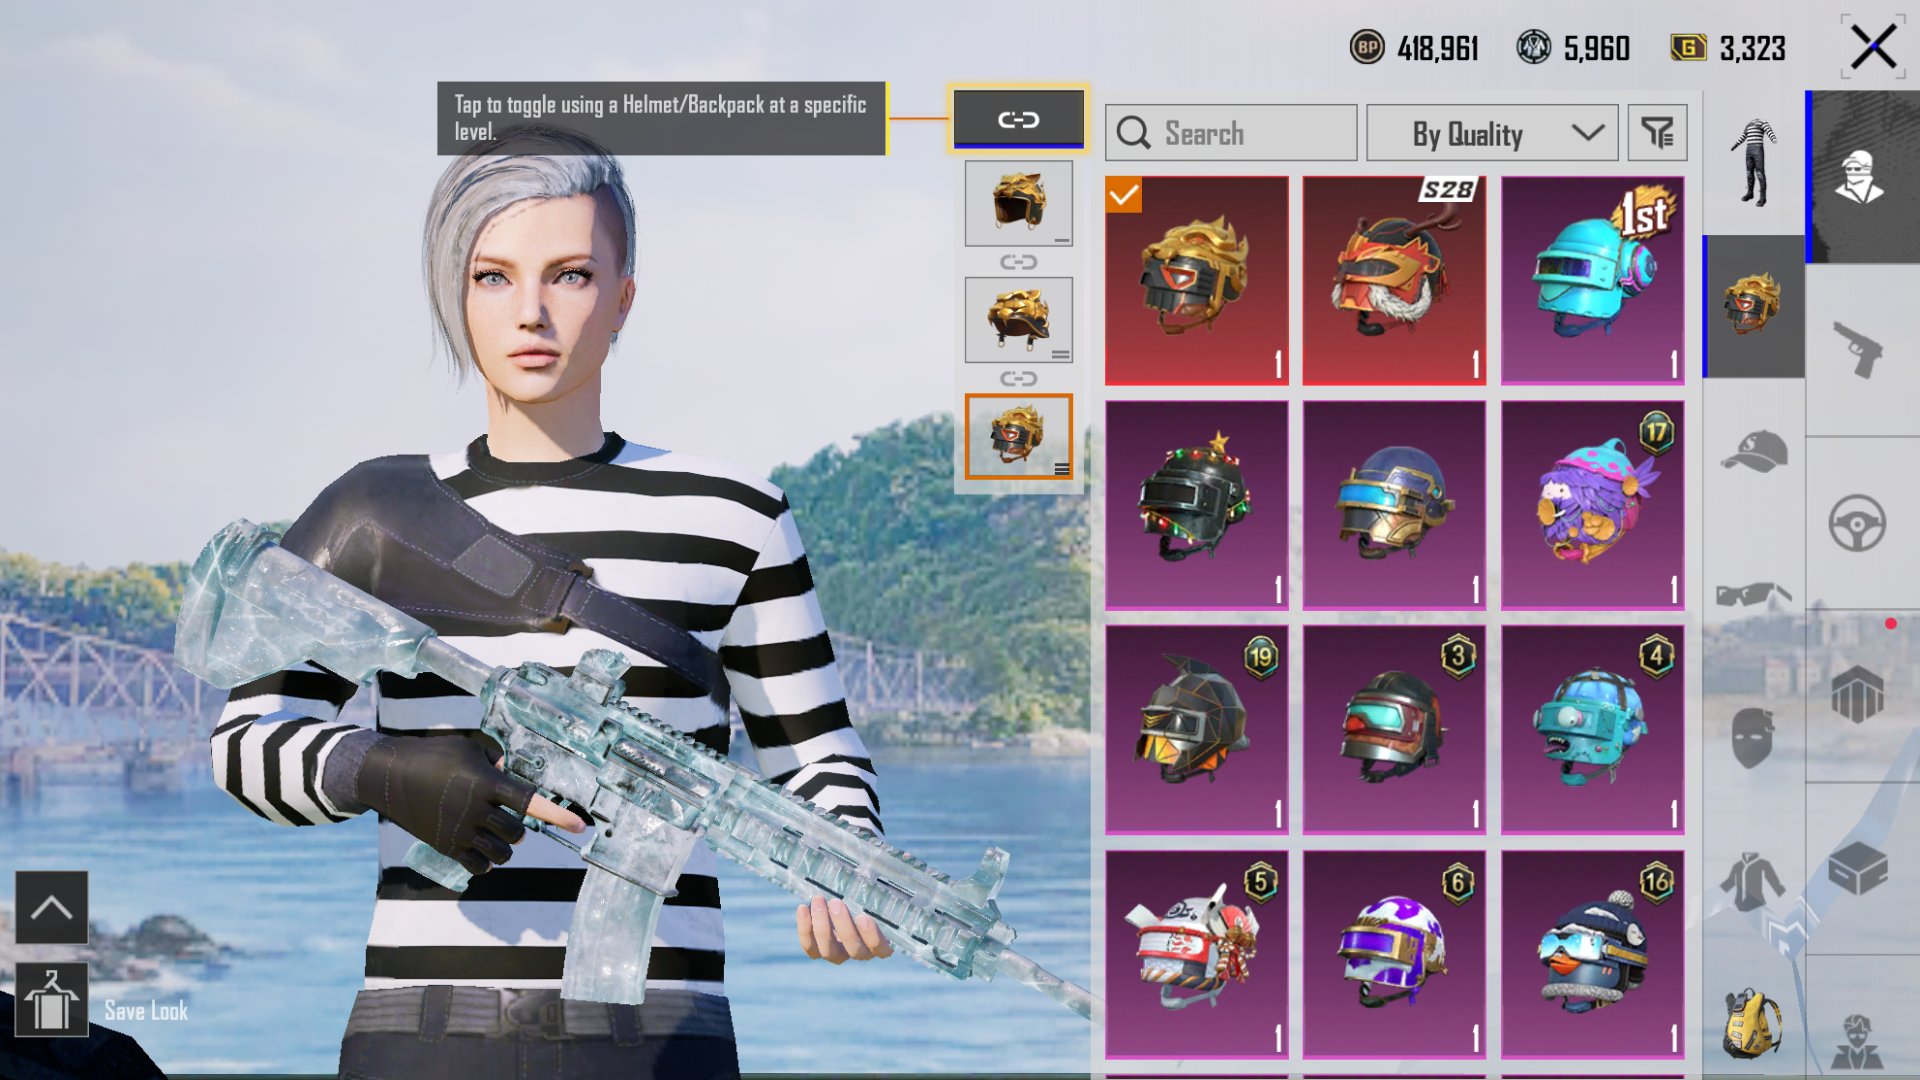 BP 418,961 5,960 G 3,323
Tap to toggle using a Helmet/Backpack at a specific
level.
Search
By Quality
S28
1st
1
1
1
17
1
1
1
19
3
4
1
1
1
5
6
16
1
1
1
Save Look